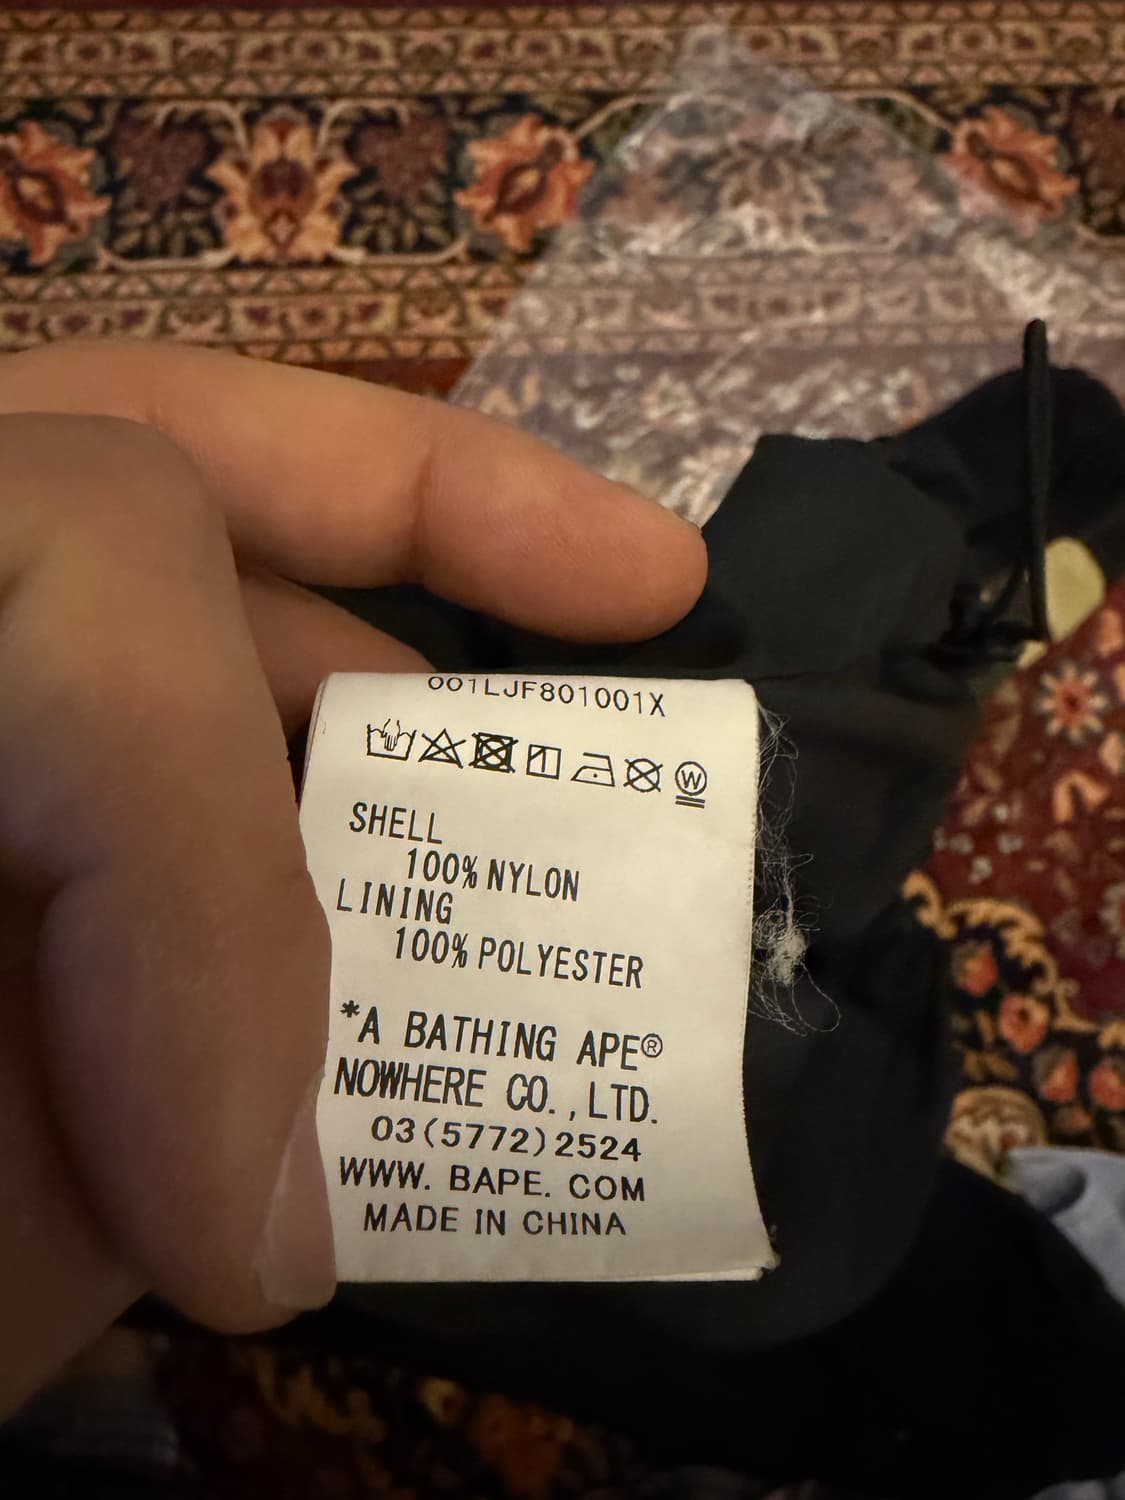 001LJF801001X
W
SHELL
100% NYLON
LINING
100% POLYESTER
*A BATHING APE®
NOWHERE CO.,LTD.
03(5772)2524
WWW. BAPE. COM
MADE IN CHINA